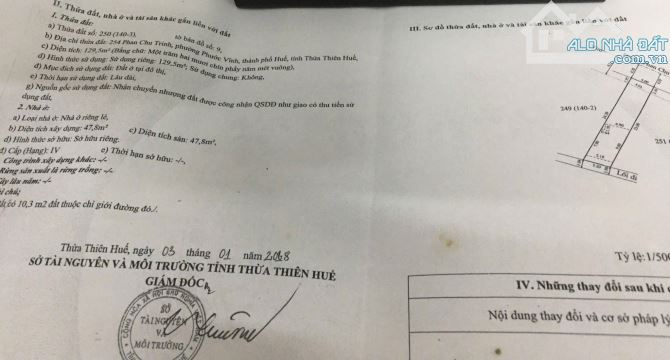 II. Thửa đất, nhà ở và tài sản khác gắn liền với đất
1. Thửa đất:
a) Thửa đất số: 250 (140-3), tờ bản đồ số: 9,
b) Địa chỉ thửa đất: 254 Phan Chu Trinh, phường Phước Vĩnh, thành phố Huế, tỉnh Thừa Thiên Huế,
c) Diện tích: 129,5m² (Bằng chữ: Một trăm hai mươi chín phẩy năm mét vuông),
d) Hình thức sử dụng: Sử dụng riêng: 129,5m²; Sử dụng chung: Không,
đ) Mục đích sử dụng đất: Đất ở tại đô thị,
e) Thời hạn sử dụng đất: Lâu dài,
g) Nguồn gốc sử dụng đất: Nhận chuyển nhượng đất được công nhận QSDĐ như giao có thu tiền sử
dụng đất,
2. Nhà ở:
a) Loại nhà ở: Nhà ở riêng lẻ,
b) Diện tích xây dựng: 47,8m² c) Diện tích sàn: 47,8m²,
d) Hình thức sở hữu: Sở hữu riêng,
đ) Cấp (Hạng): IV e) Thời hạn sở hữu: -/-,
Công trình xây dựng khác: -/-
Rừng sản xuất là rừng trồng: -/-
lâu năm: -/-
có 10,3 m2 đất thuộc chỉ giới đường đỏ./.
Thừa Thiên Huế, ngày 03 tháng 01 năm 2018
SỞ TÀI NGUYÊN VÀ MÔI TRƯỜNG TỈNH THỪA THIÊN HUẾ
GIÁM ĐỐC
SỞ
TÀI NGUYÊN
VÀ
MÔI TRƯỜNG
III. Sơ đồ thửa đất, nhà ở và tài sản khác gắn liền với đất
ALO NHÀ ĐẤT
.com.vn
249 (140-2)
251
Lối đi
Tỷ lệ: 1/500
IV. Những thay đổi sau khi
Nội dung thay đổi và cơ sở pháp lý